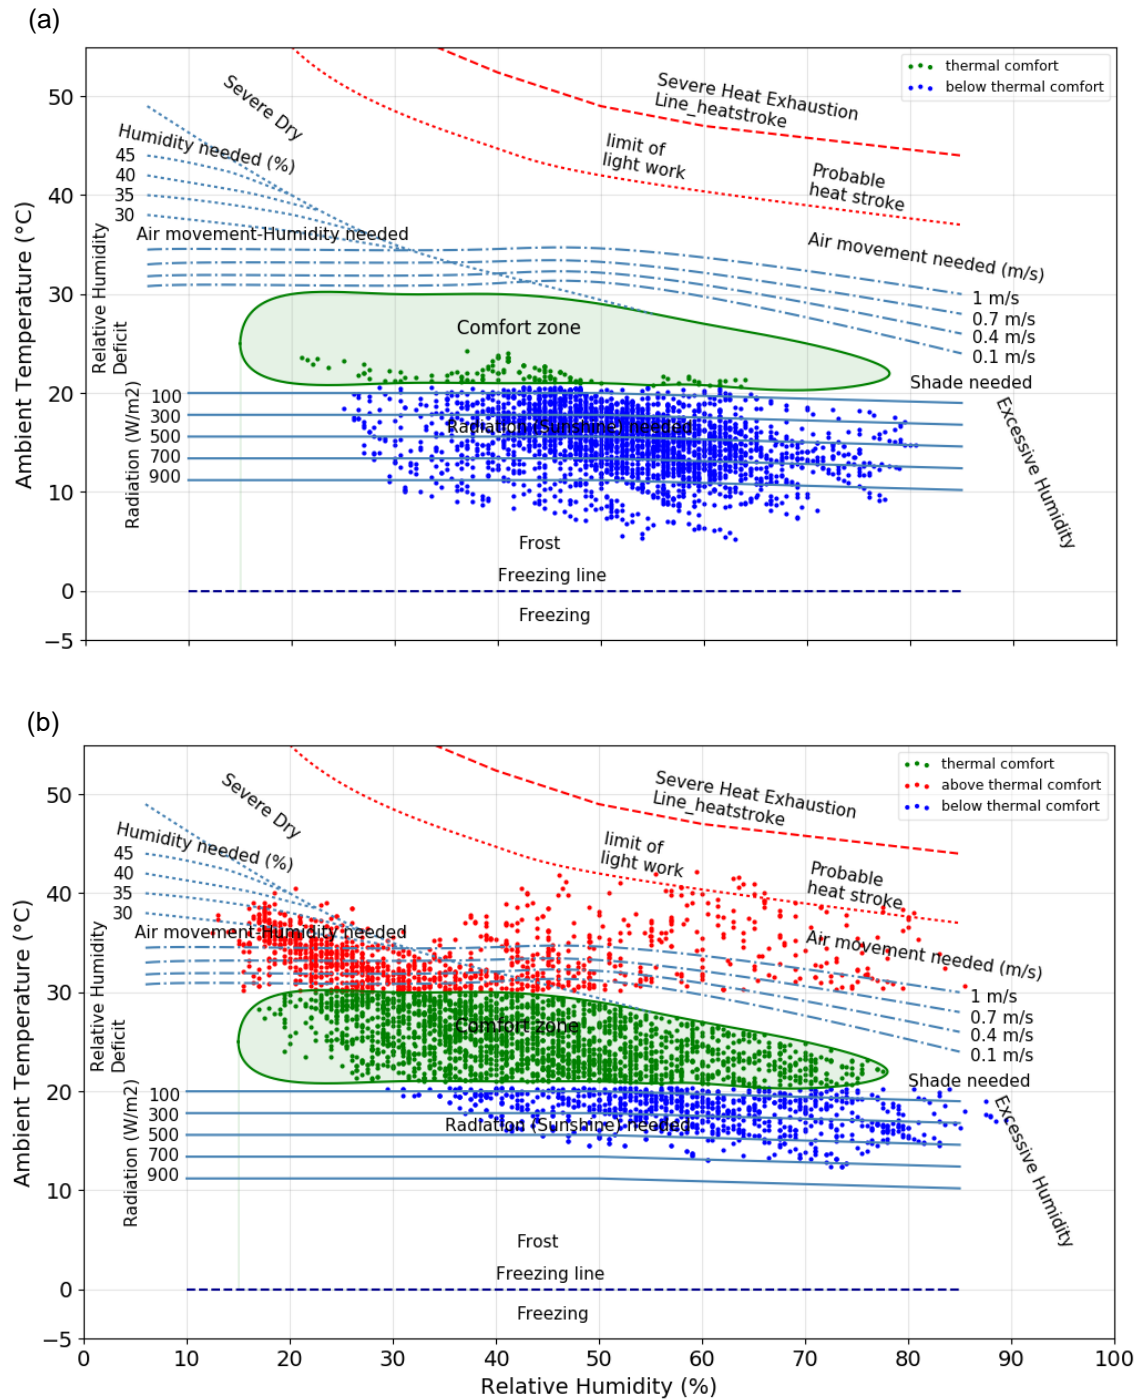 (a)
thermal comfort
below thermal comfort
Severe Dry
Severe Heat Exhaustion
Line_heatstroke
Humidity needed (%)
limit of
light work
Probable
heat stroke
45
40
35
30
Air movement-Humidity needed
Air movement needed (m/s)
1 m/s
0.7 m/s
0.4 m/s
0.1 m/s
Relative Humidity
Deficit
Comfort zone
Shade needed
Radiation (W/m2)
100
300
500
700
900
Radiation (Sunshine) needed
Excessive Humidity
Frost
Freezing line
Freezing
Ambient Temperature (°C)
50
40
30
20
10
0
−5
(b)
thermal comfort
above thermal comfort
below thermal comfort
Severe Dry
Severe Heat Exhaustion
Line_heatstroke
Humidity needed (%)
limit of
light work
Probable
heat stroke
45
40
35
30
Air movement-Humidity needed
Air movement needed (m/s)
1 m/s
0.7 m/s
0.4 m/s
0.1 m/s
Relative Humidity
Deficit
Comfort zone
Shade needed
Radiation (W/m2)
100
300
500
700
900
Radiation (Sunshine) needed
Excessive Humidity
Frost
Freezing line
Freezing
Ambient Temperature (°C)
50
40
30
20
10
0
−5
0 10 20 30 40 50 60 70 80 90 100
Relative Humidity (%)